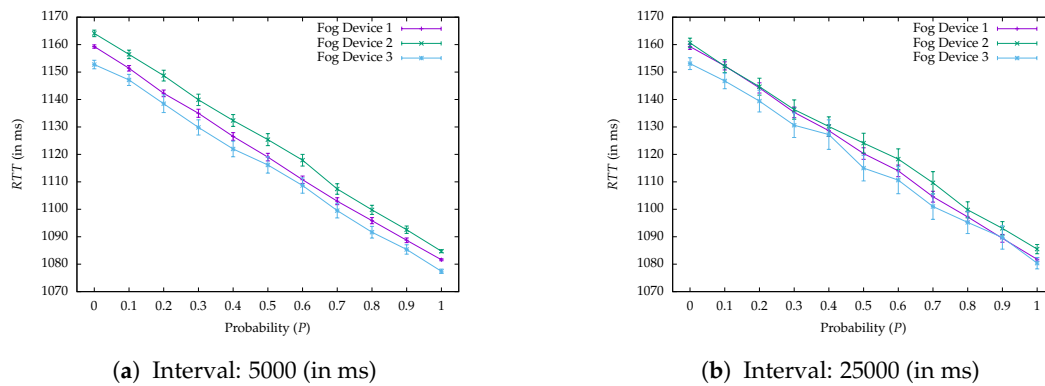 1170
1160
1150
1140
1130
1120
1110
1100
1090
1080
1070
RTT (in ms)
0 0.1 0.2 0.3 0.4 0.5 0.6 0.7 0.8 0.9 1
Probability (P)
Fog Device 1
Fog Device 2
Fog Device 3
(a) Interval: 5000 (in ms)
1170
1160
1150
1140
1130
1120
1110
1100
1090
1080
1070
RTT (in ms)
0 0.1 0.2 0.3 0.4 0.5 0.6 0.7 0.8 0.9 1
Probability (P)
Fog Device 1
Fog Device 2
Fog Device 3
(b) Interval: 25000 (in ms)